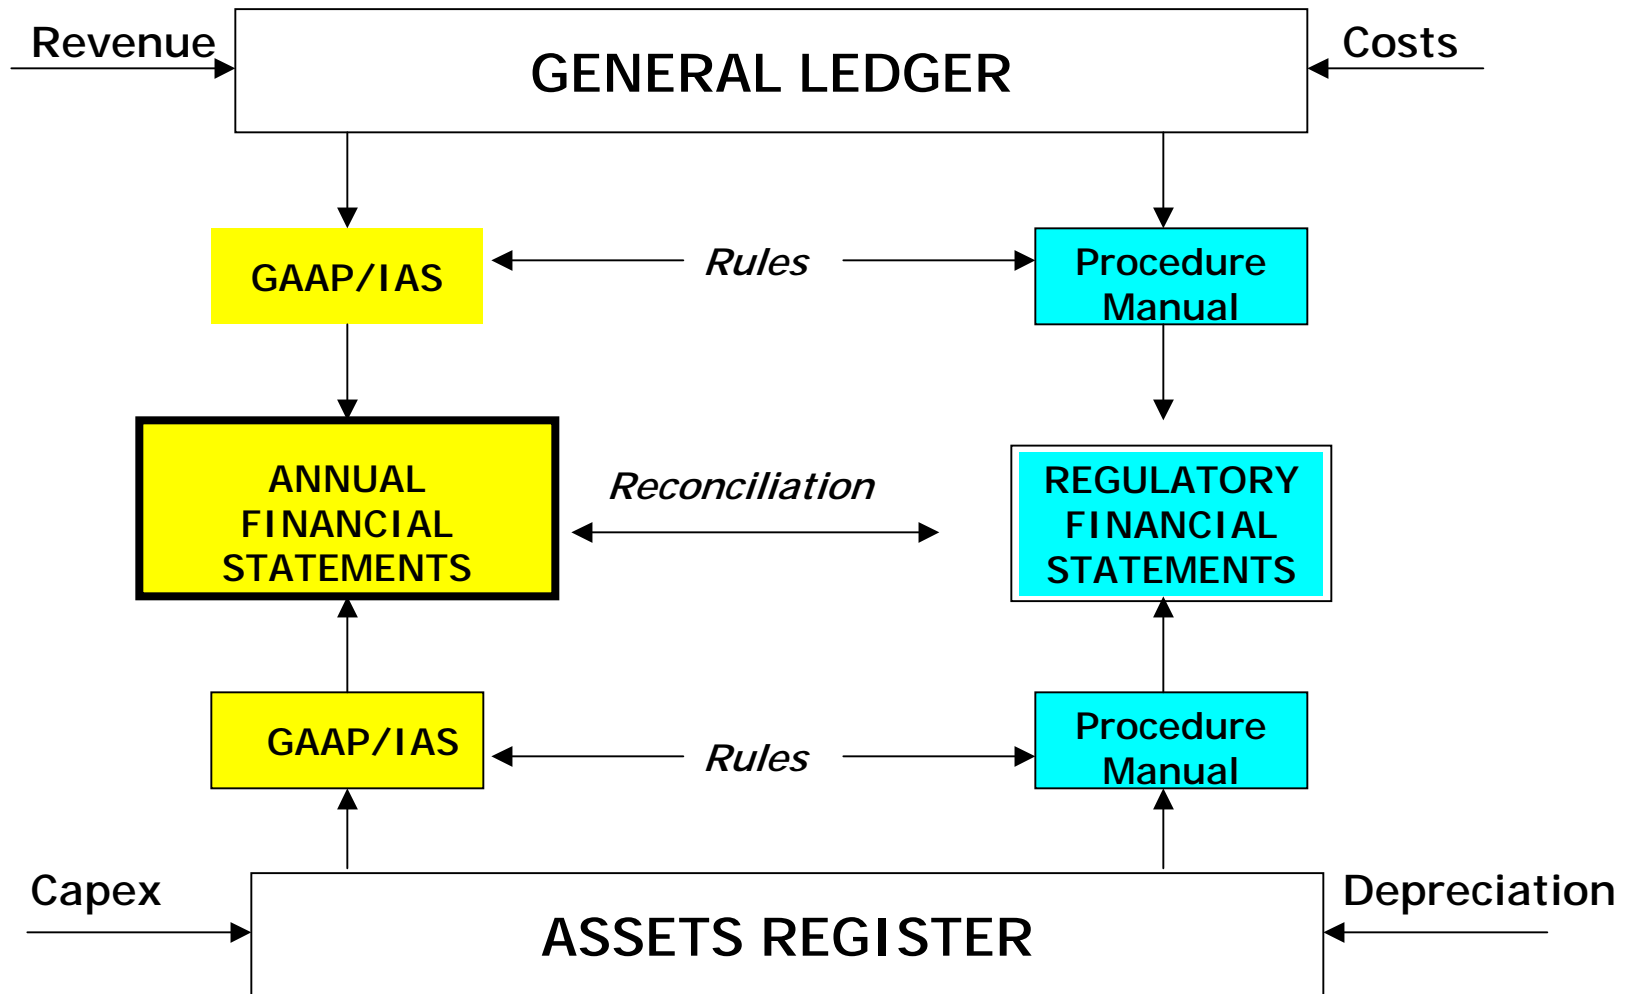 Revenue
GENERAL LEDGER
Costs
GAAP/IAS
Rules
Procedure
Manual
ANNUAL
FINANCIAL
STATEMENTS
Reconciliation
REGULATORY
FINANCIAL
STATEMENTS
GAAP/IAS
Rules
Procedure
Manual
Capex
ASSETS REGISTER
Depreciation